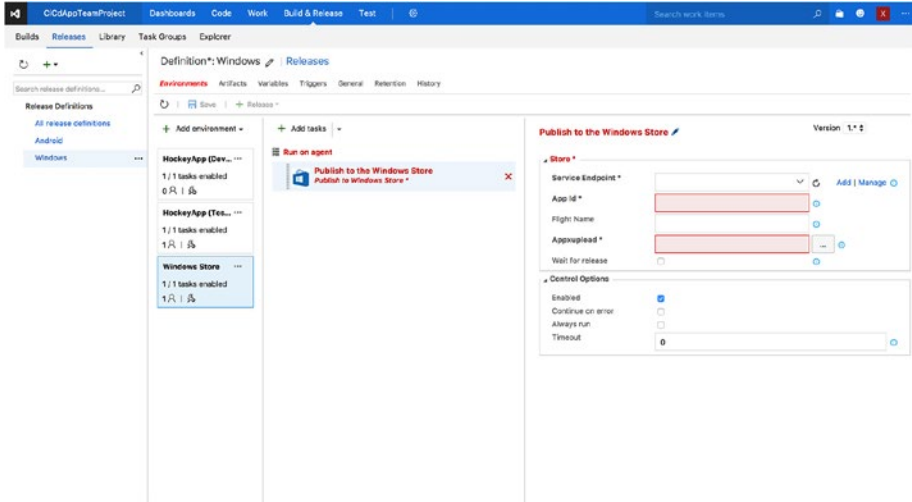 CiCdAppTeamProject Dashboards Code Work Build & Release Test Search work items X
Builds Releases Library Task Groups Explorer
Definition*: Windows | Releases
Environments Artifacts Variables Triggers General Retention History
Search release definitions...
Save + Release
Release Definitions
All release definitions
Android
Windows ...
+ Add environment
+ Add tasks
HockeyApp (Dev... ...
1 / 1 tasks enabled
0
HockeyApp (Tes... ...
1 / 1 tasks enabled
1
Windows Store ...
1 / 1 tasks enabled
1
Run on agent
Publish to the Windows Store
Publish to Windows Store *
Publish to the Windows Store
Version 1.*
Store *
Service Endpoint *
Add | Manage
App Id *
Flight Name
Appxupload *
...
Wait for release
Control Options
Enabled
Continue on error
Always run
Timeout
0